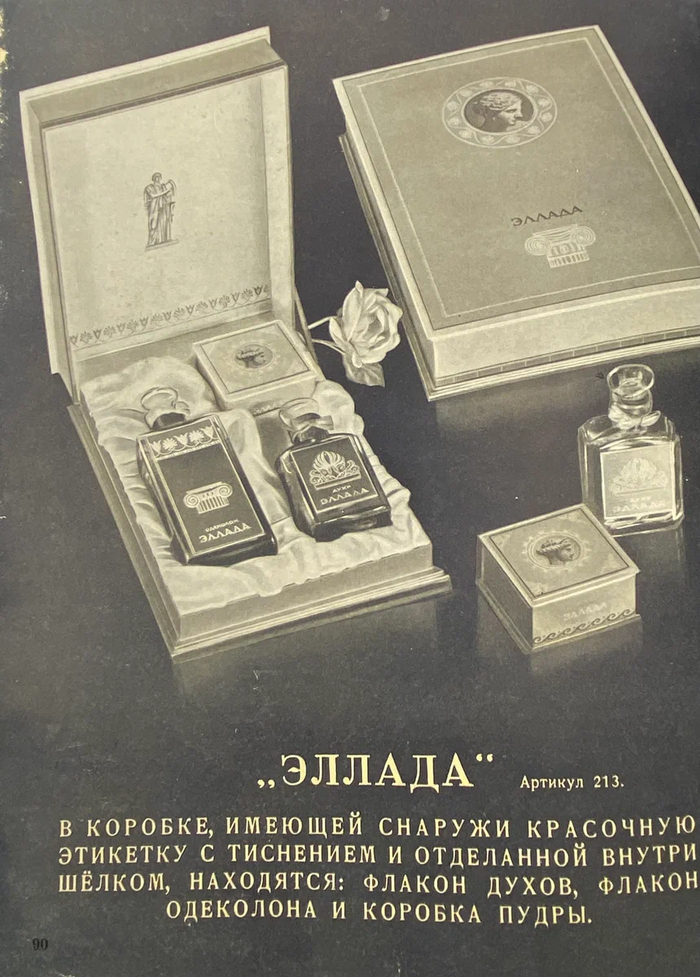 ЭЛЛАДА
ОДЕКОЛОН
ЭЛЛАДА
ДУХИ
ЭЛЛАДА
ЭЛЛАДА
„ЭЛЛАДА“ Артикул 213.
В КОРОБКЕ, ИМЕЮЩЕЙ СНАРУЖИ КРАСОЧНУЮ
ЭТИКЕТКУ С ТИСНЕНИЕМ И ОТДЕЛАННОЙ ВНУТРИ
ШЁЛКОМ, НАХОДЯТСЯ: ФЛАКОН ДУХОВ, ФЛАКОН
ОДЕКОЛОНА И КОРОБКА ПУДРЫ.
90